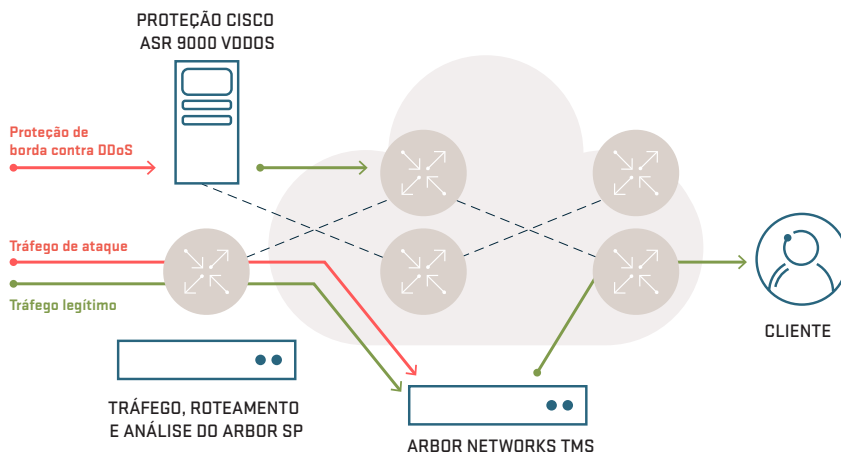 PROTEÇÃO CISCO
ASR 9000 VDDOS
Proteção de
borda contra DDoS
Tráfego de ataque
Tráfego legítimo
CLIENTE
TRÁFEGO, ROTEAMENTO
E ANÁLISE DO ARBOR SP
ARBOR NETWORKS TMS